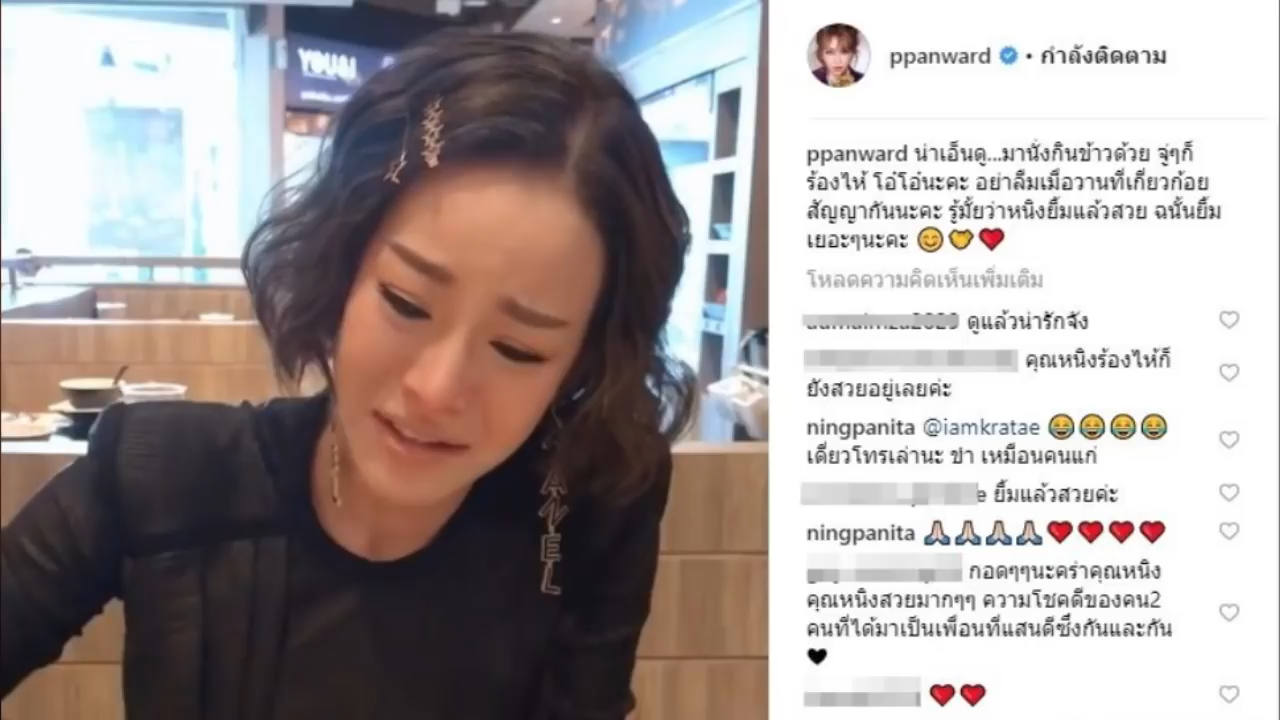 YOU&I
ANEL
ppanward • กำลังติดตาม
ppanward น่าเอ็นดู...มานั่งกินข้าวด้วย จู่ๆก็
ร้องไห้ โอ๋โอ๋นะคะ อย่าลืมเมื่อวานที่เกี่ยวก้อย
สัญญากันนะคะ รู้มั้ยว่าหนิงยิ้มแล้วสวย ฉนั้นยิ้ม
เยอะๆนะคะ 😊 ❤️
โหลดความคิดเห็นเพิ่มเติม
ดูแล้วน่ารักจัง
คุณหนิงร้องไห้ก็
ยังสวยอยู่เลยค่ะ
ningpanita @iamkratae 😂😂😂😂
เดี๋ยวโทรเล่านะ ขำ เหมือนคนแก่
ยิ้มแล้วสวยค่ะ
ningpanita 🙏🏻🙏🏻🙏🏻🙏🏻❤️❤️❤️❤️
กอดๆๆนะคร่าคุณหนิง
คุณหนิงสวยมากๆๆ ความโชคดีของคน2
คนที่ได้มาเป็นเพื่อนที่แสนดีซึ่งกันและกัน
🖤
❤️❤️